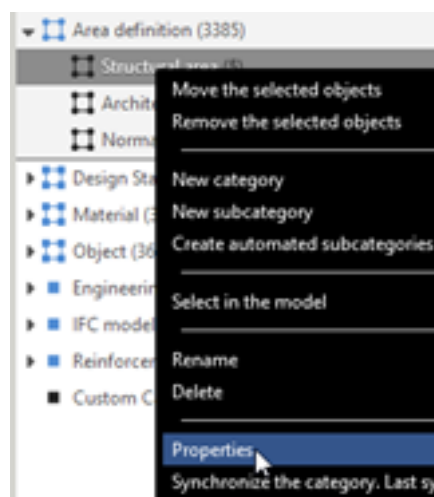 Area definition (3385)
Structural area (5)
Archite
Move the selected objects
Remove the selected objects
Norma
Design Sta
New category
Material (3
New subcategory
Object (36
Create automated subcategories
Engineerin
IFC model
Select in the model
Reinforcer
Rename
Custom C
Delete
Properties
Synchronize the category. Last sy